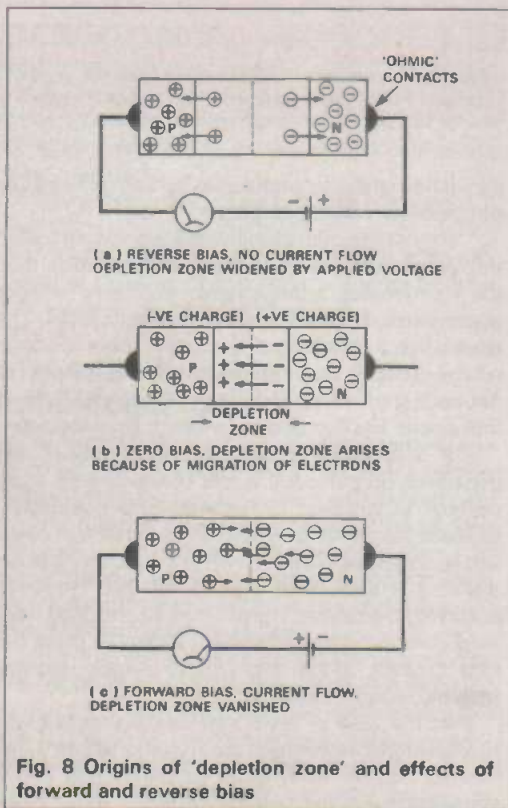 'OHMIC'
CONTACTS
P
N
- +
( a ) REVERSE BIAS, NO CURRENT FLOW
DEPLETION ZONE WIDENED BY APPLIED VOLTAGE
(-VE CHARGE) (+VE CHARGE)
P
+ -
+ -
+ -
N
DEPLETION
ZONE
( b ) ZERO BIAS, DEPLETION ZONE ARISES
BECAUSE OF MIGRATION OF ELECTRONS
P
N
+ -
( c ) FORWARD BIAS, CURRENT FLOW,
DEPLETION ZONE VANISHED
Fig. 8 Origins of 'depletion zone' and effects of
forward and reverse bias